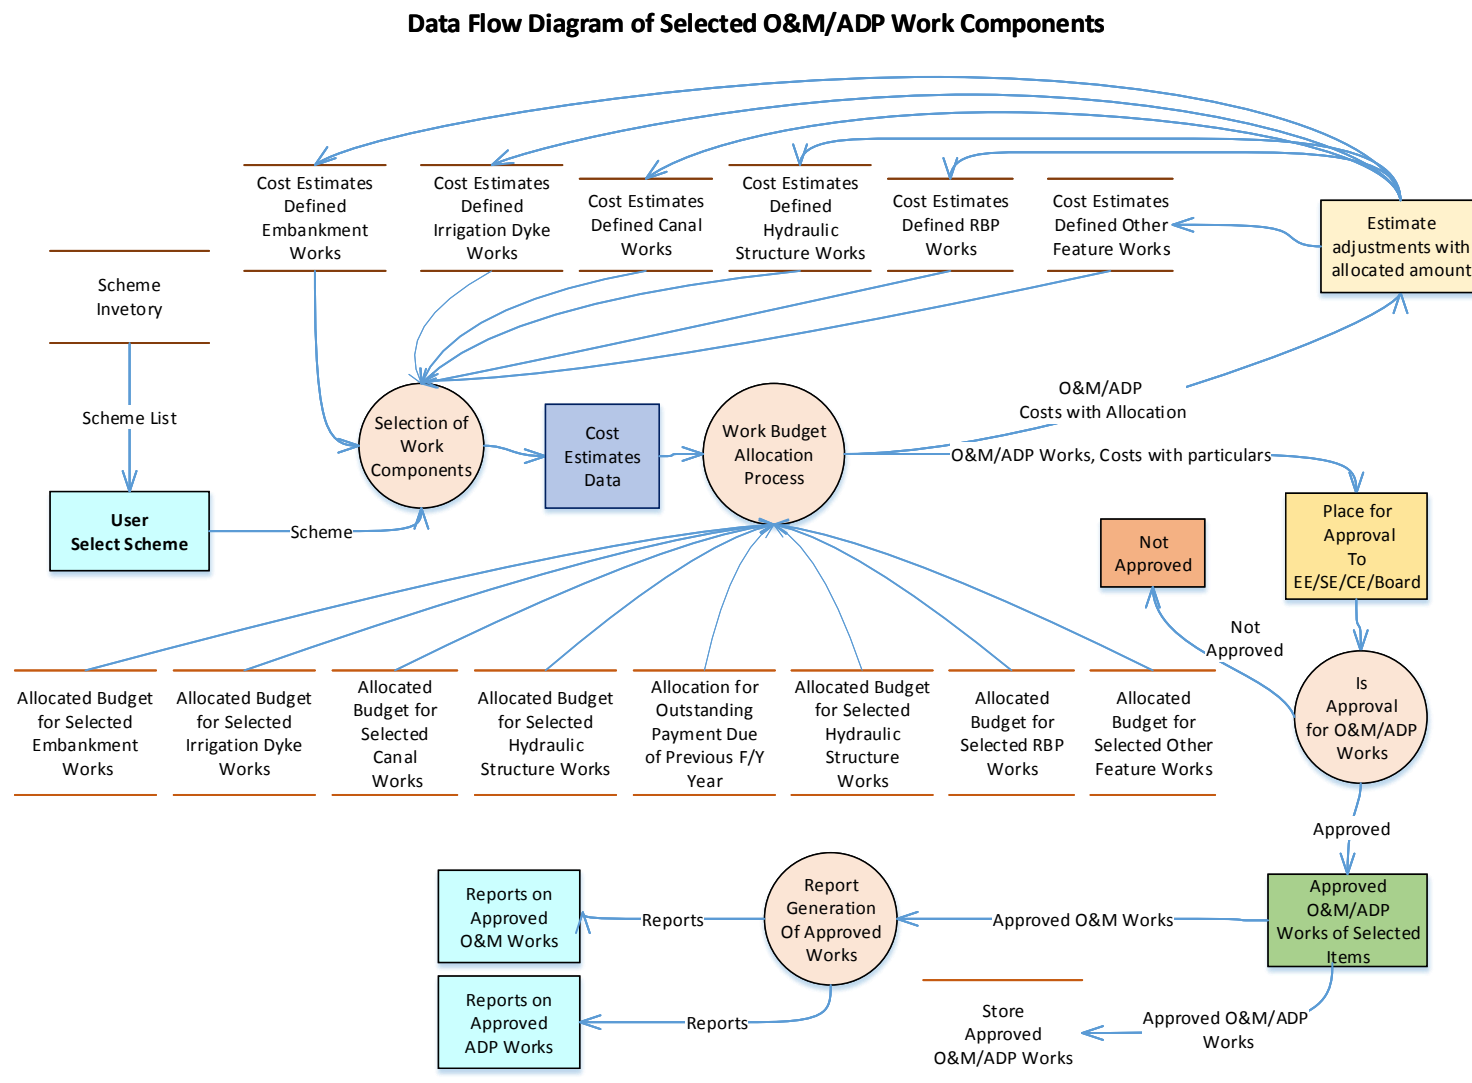 Data Flow Diagram of Selected O&M/ADP Work Components
Cost Estimates
Defined
Embankment
Works
Cost Estimates
Defined
Irrigation Dyke
Works
Cost Estimates
Defined Canal
Works
Cost Estimates
Defined
Hydraulic
Structure Works
Cost Estimates
Defined RBP
Works
Cost Estimates
Defined Other
Feature Works
Estimate
adjustments with
allocated amount
Scheme
Invetory
Scheme List
User
Select Scheme
Scheme
Selection of
Work
Components
Cost
Estimates
Data
Work Budget
Allocation
Process
O&M/ADP
Costs with Allocation
O&M/ADP Works, Costs with particulars
Place for
Approval
To
EE/SE/CE/Board
Not
Approved
Not
Approved
Is
Approval
for O&M/ADP
Works
Allocated Budget
for Selected
Embankment
Works
Allocated Budget
for Selected
Irrigation Dyke
Works
Allocated
Budget for
Selected
Canal
Works
Allocated Budget
for Selected
Hydraulic
Structure Works
Allocation for
Outstanding
Payment Due
of Previous F/Y
Year
Allocated Budget
for Selected
Hydraulic
Structure
Works
Allocated
Budget for
Selected RBP
Works
Allocated
Budget for
Selected Other
Feature Works
Approved
Approved
O&M/ADP
Works of Selected
Items
Approved O&M Works
Report
Generation
Of Approved
Works
Reports
Reports on
Approved
O&M Works
Reports
Reports on
Approved
ADP Works
Approved O&M/ADP
Works
Store
Approved
O&M/ADP Works